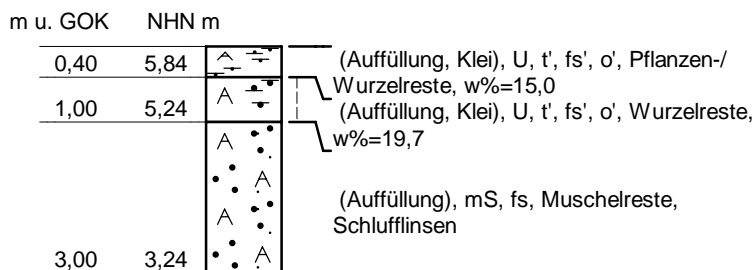 m u. GOK NHN m
0,40 5,84
(Auffüllung, Klei), U, t', fs', o', Pflanzen-/
Wurzelreste, w%=15,0
1,00 5,24
(Auffüllung, Klei), U, t', fs', o', Wurzelreste,
w%=19,7
(Auffüllung), mS, fs, Muschelreste,
Schlufflinsen
3,00 3,24
A
A
A
A
A
A
A
A